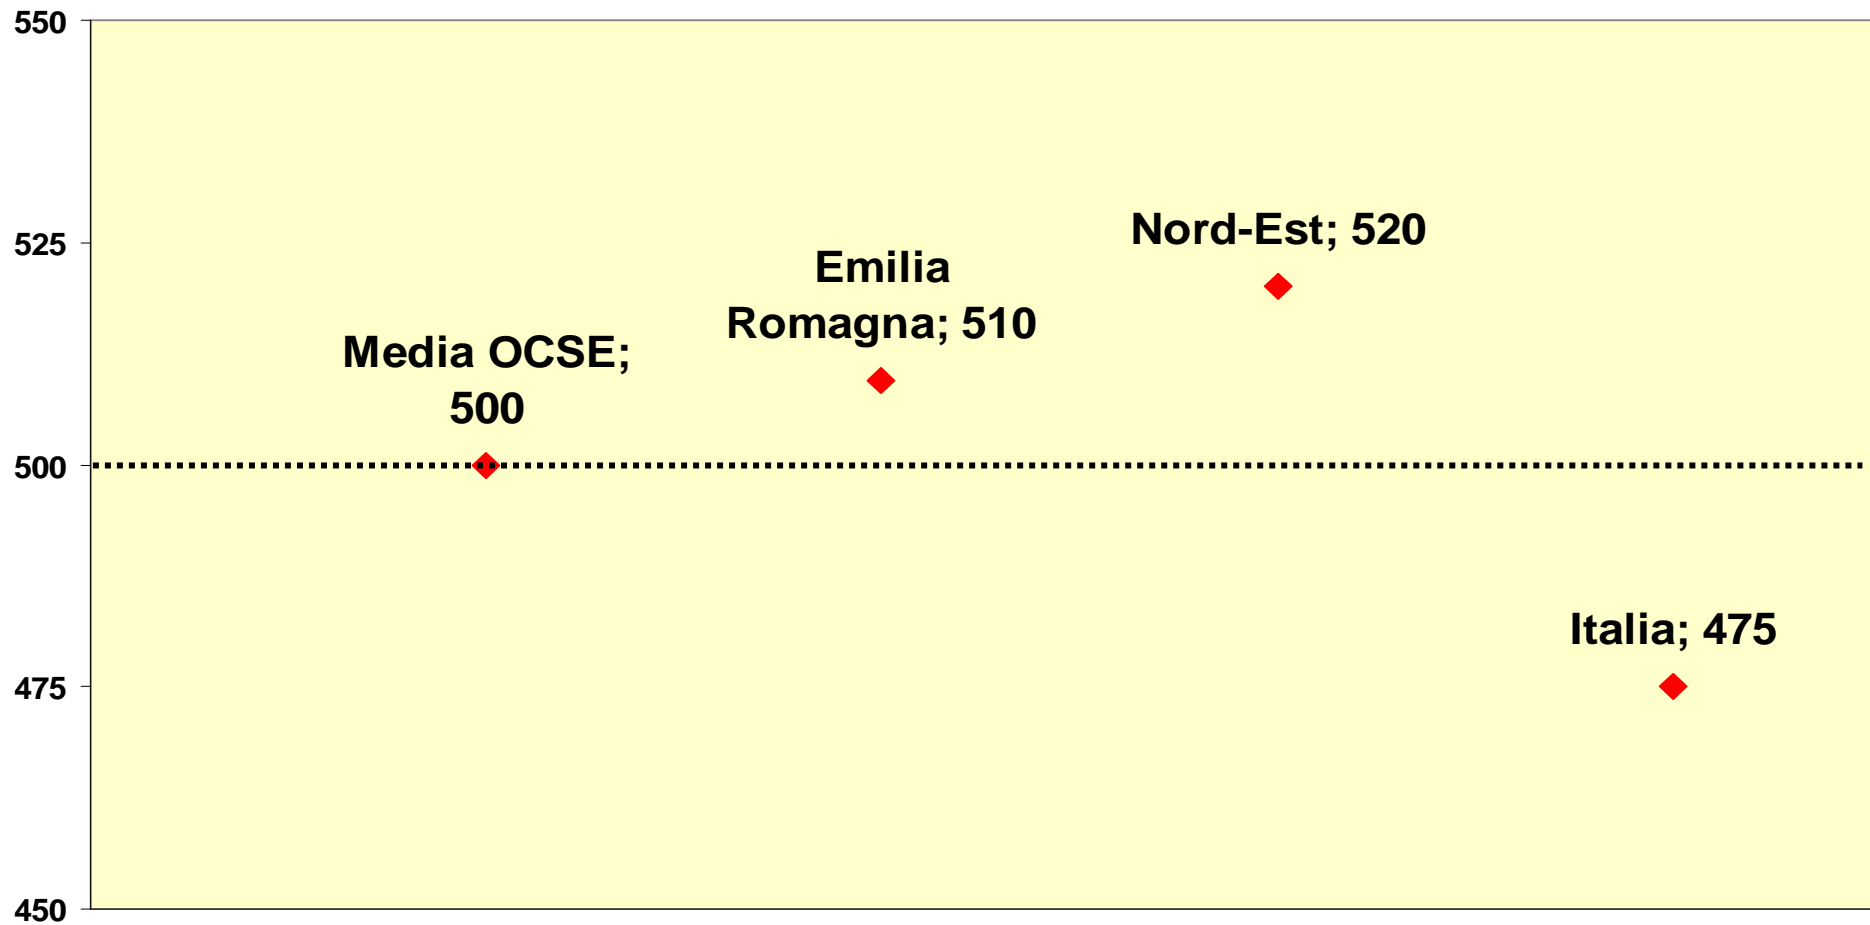 550
525
500
475
450
Media OCSE;
500
Emilia
Romagna; 510
Nord-Est; 520
Italia; 475